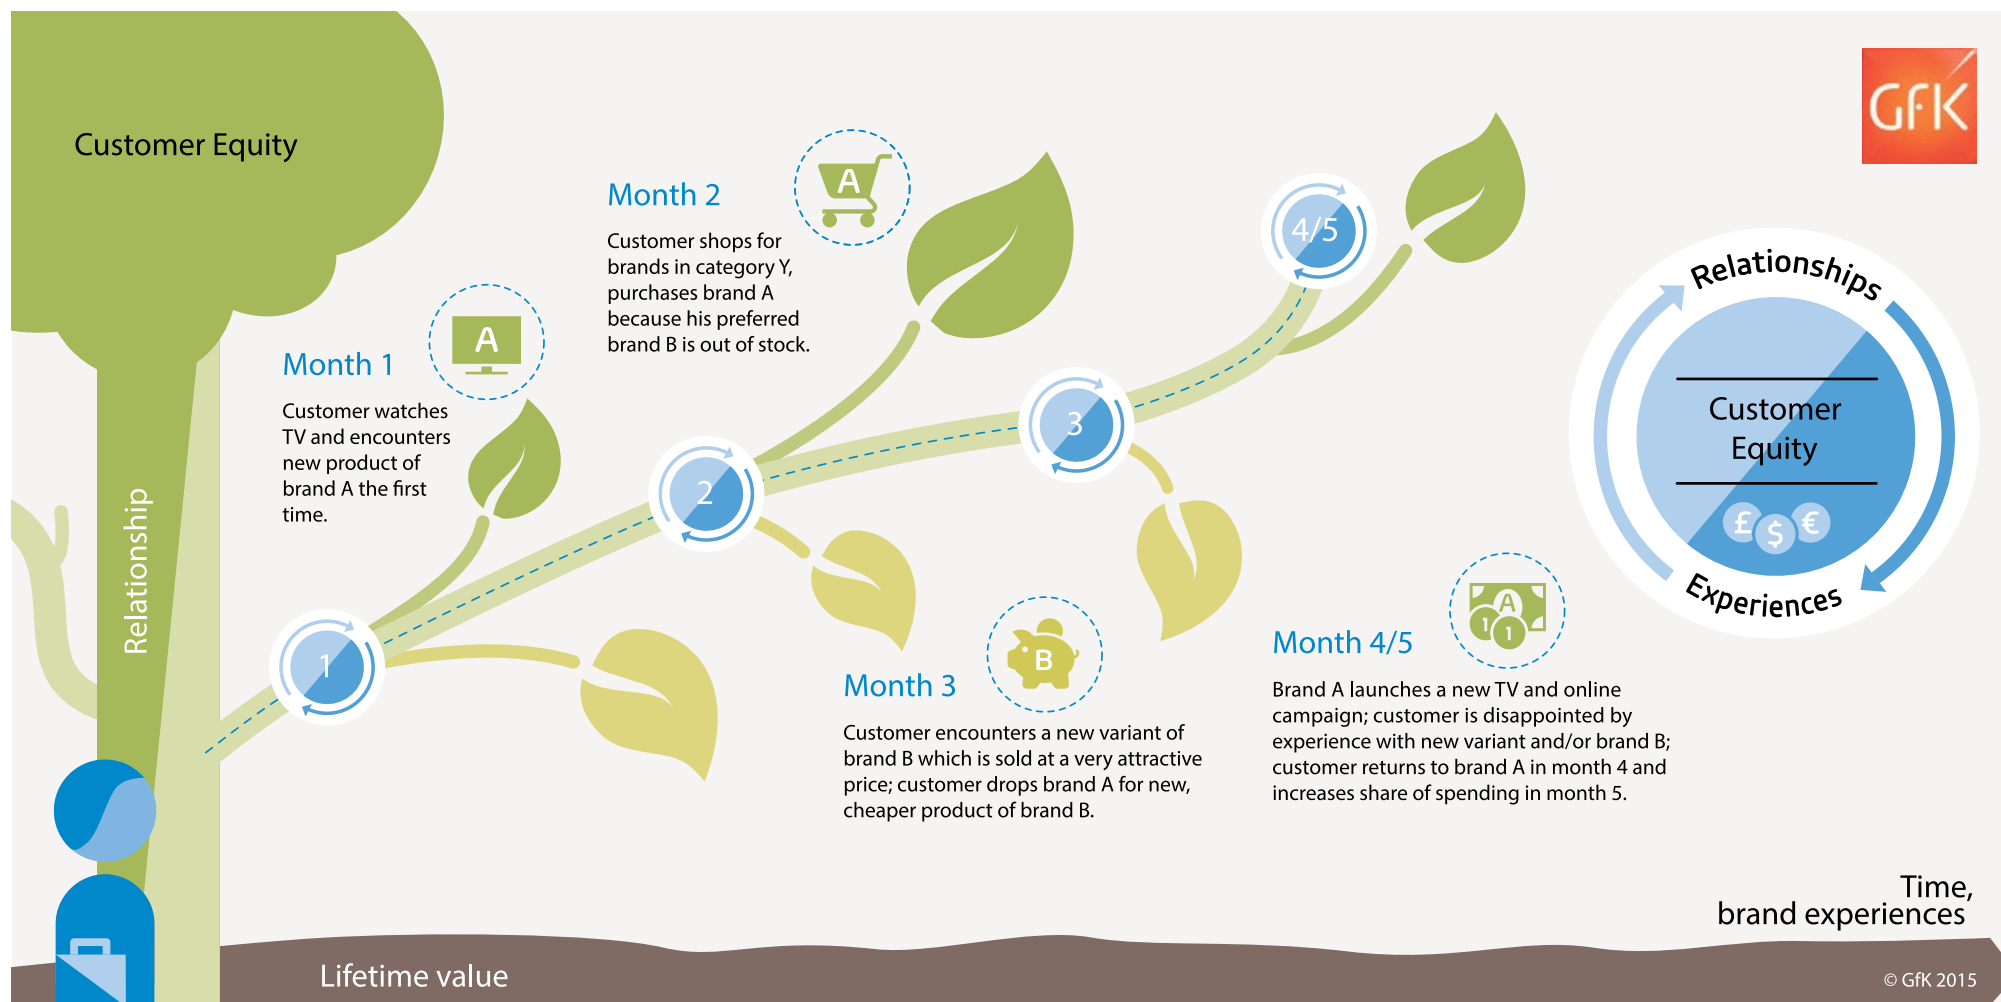 Customer Equity
GfK
Relationship
Month 1
A
Customer watches
TV and encounters
new product of
brand A the first
time.
Month 2
A
Customer shops for
brands in category Y,
purchases brand A
because his preferred
brand B is out of stock.
1
2
3
4/5
Month 3
B
Customer encounters a new variant of
brand B which is sold at a very attractive
price; customer drops brand A for new,
cheaper product of brand B.
Month 4/5
A
1
1
Brand A launches a new TV and online
campaign; customer is disappointed by
experience with new variant and/or brand B;
customer returns to brand A in month 4 and
increases share of spending in month 5.
Relationships
Customer
Equity
£ $ €
Experiences
Time,
brand experiences
Lifetime value
© GfK 2015